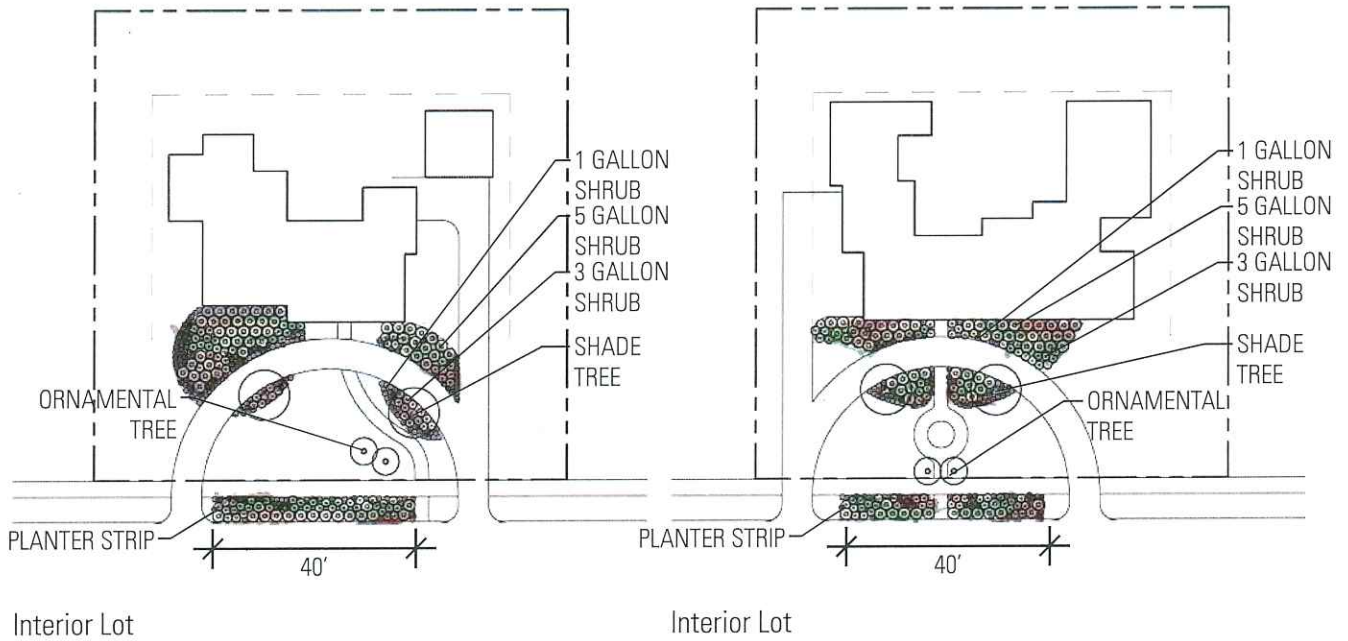 1 GALLON
SHRUB
5 GALLON
SHRUB
3 GALLON
SHRUB
SHADE
TREE
ORNAMENTAL
TREE
PLANTER STRIP
40'
Interior Lot
1 GALLON
SHRUB
5 GALLON
SHRUB
3 GALLON
SHRUB
SHADE
TREE
ORNAMENTAL
TREE
PLANTER STRIP
40'
Interior Lot